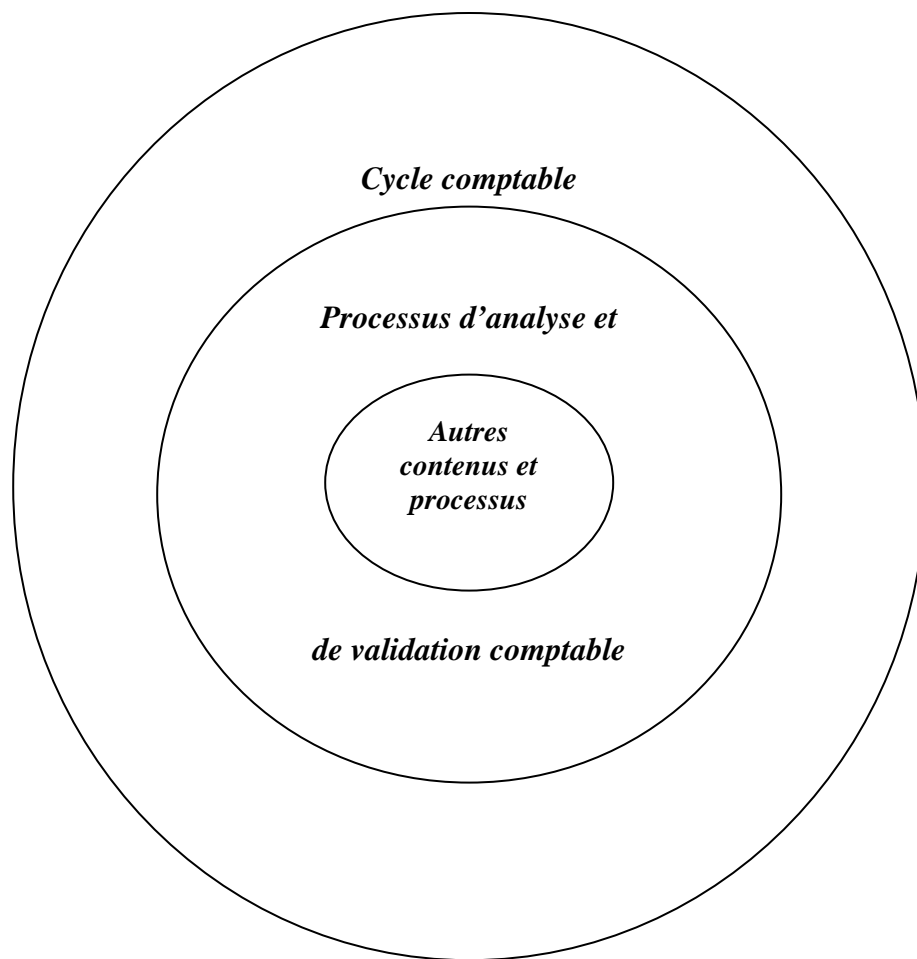 Cycle comptable
Processus d’analyse et
Autres
contenus et
processus
de validation comptable